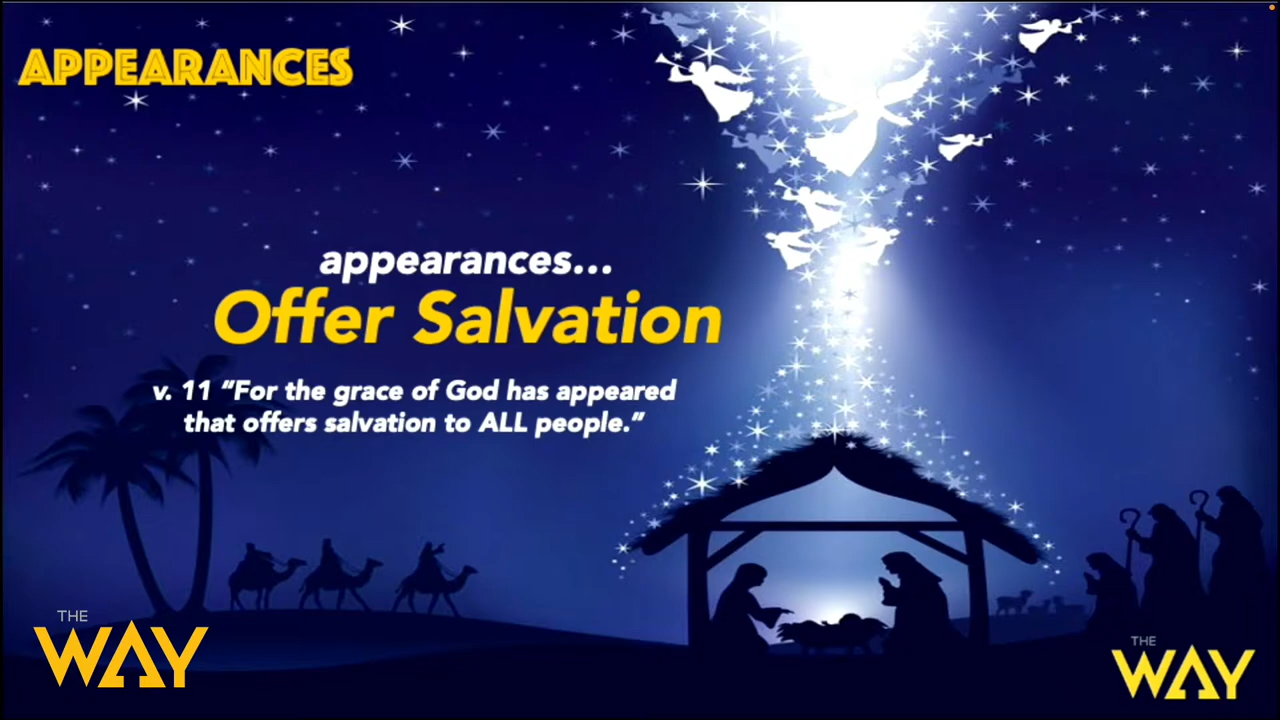 APPEARANCES
appearances...
Offer Salvation
v. 11 “For the grace of God has appeared
that offers salvation to ALL people.”
THE
WAY
THE
WAY